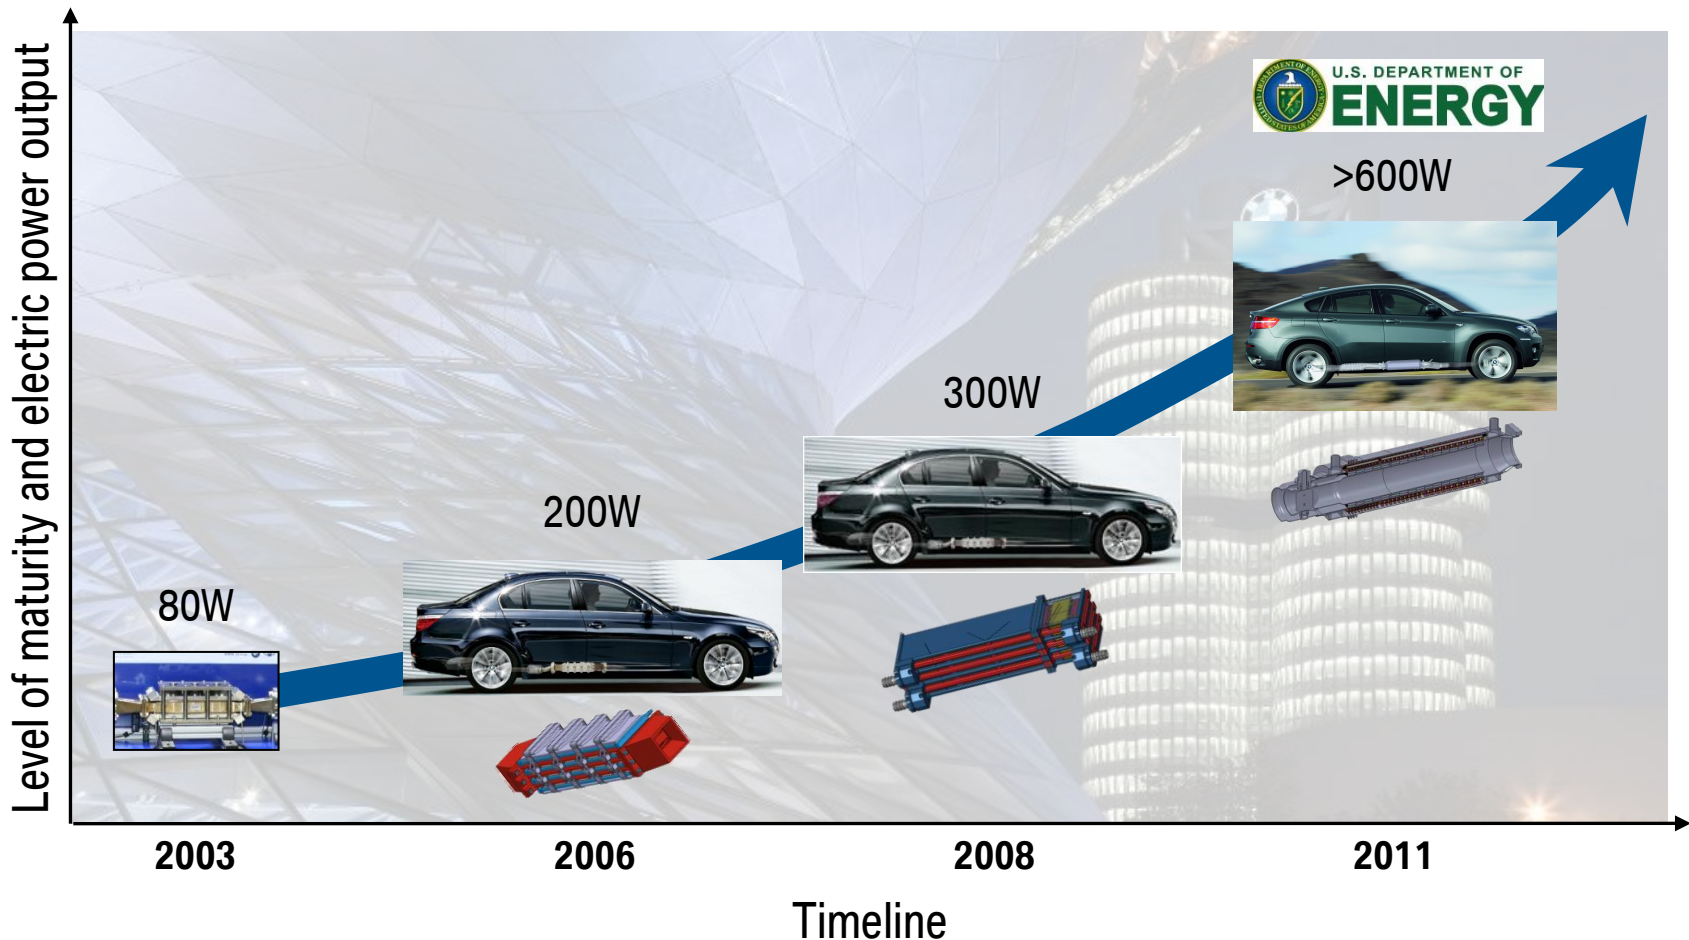 Level of maturity and electric power output
U.S. DEPARTMENT OF
ENERGY
>600W
300W
200W
80W
2003
2006
2008
2011
Timeline